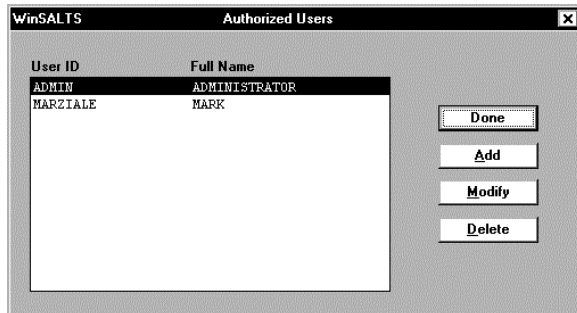 WinSALTS Authorized Users
User ID Full Name
ADMIN ADMINISTRATOR
MARZIALE MARK
Done
Add
Modify
Delete